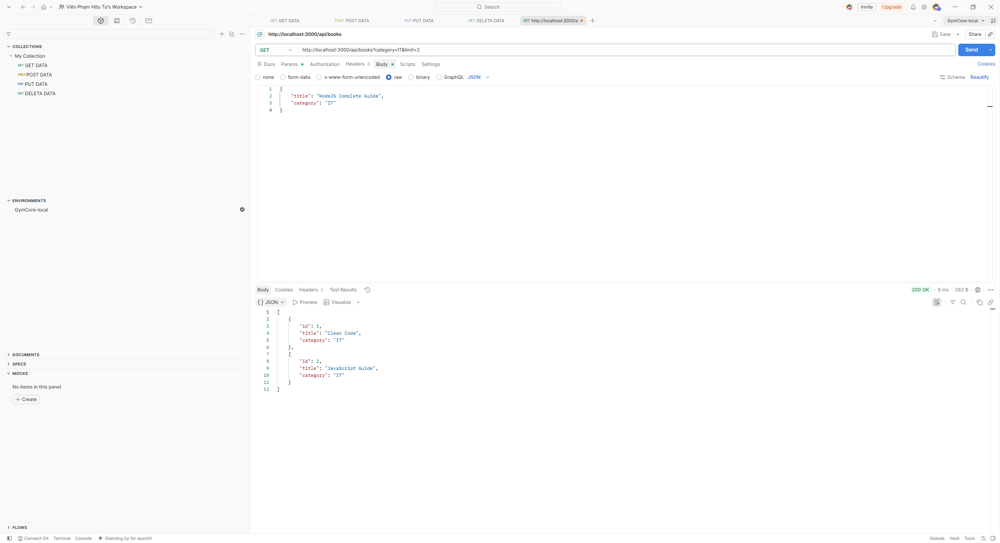 Viên Phạm Hữu Tư's Workspace
Search
Invite
Upgrade
GET GET DATA
POST POST DATA
PUT PUT DATA
GET DELETA DATA
GET http://localhost:3000/a
GymCore-local
COLLECTIONS
My Collection
GET GET DATA
POST POST DATA
PUT PUT DATA
GET DELETA DATA
ENVIRONMENTS
GymCore-local
DOCUMENTS
SPECS
MOCKS
No items in this panel
Create
FLOWS
HTTP http://localhost:3000/api/books
Save
Share
GET http://localhost:3000/api/books?category=IT&limit=2
Send
Docs Params Authorization Headers 8 Body Scripts Settings
Cookies
none form-data x-www-form-urlencoded raw binary GraphQL JSON
Schema Beautify
1 {
2 "title": "NodeJS Complete Guide",
3 "category": "IT"
4 }
Body Cookies Headers 5 Test Results
200 OK • 6 ms • 262 B
{} JSON Preview Visualize
1 [
2 {
3 "id": 1,
4 "title": "Clean Code",
5 "category": "IT"
6 },
7 {
8 "id": 2,
9 "title": "JavaScript Guide",
10 "category": "IT"
11 }
12 ]
Connect Git Terminal Console Standing by for launch!
Globals Vault Tools